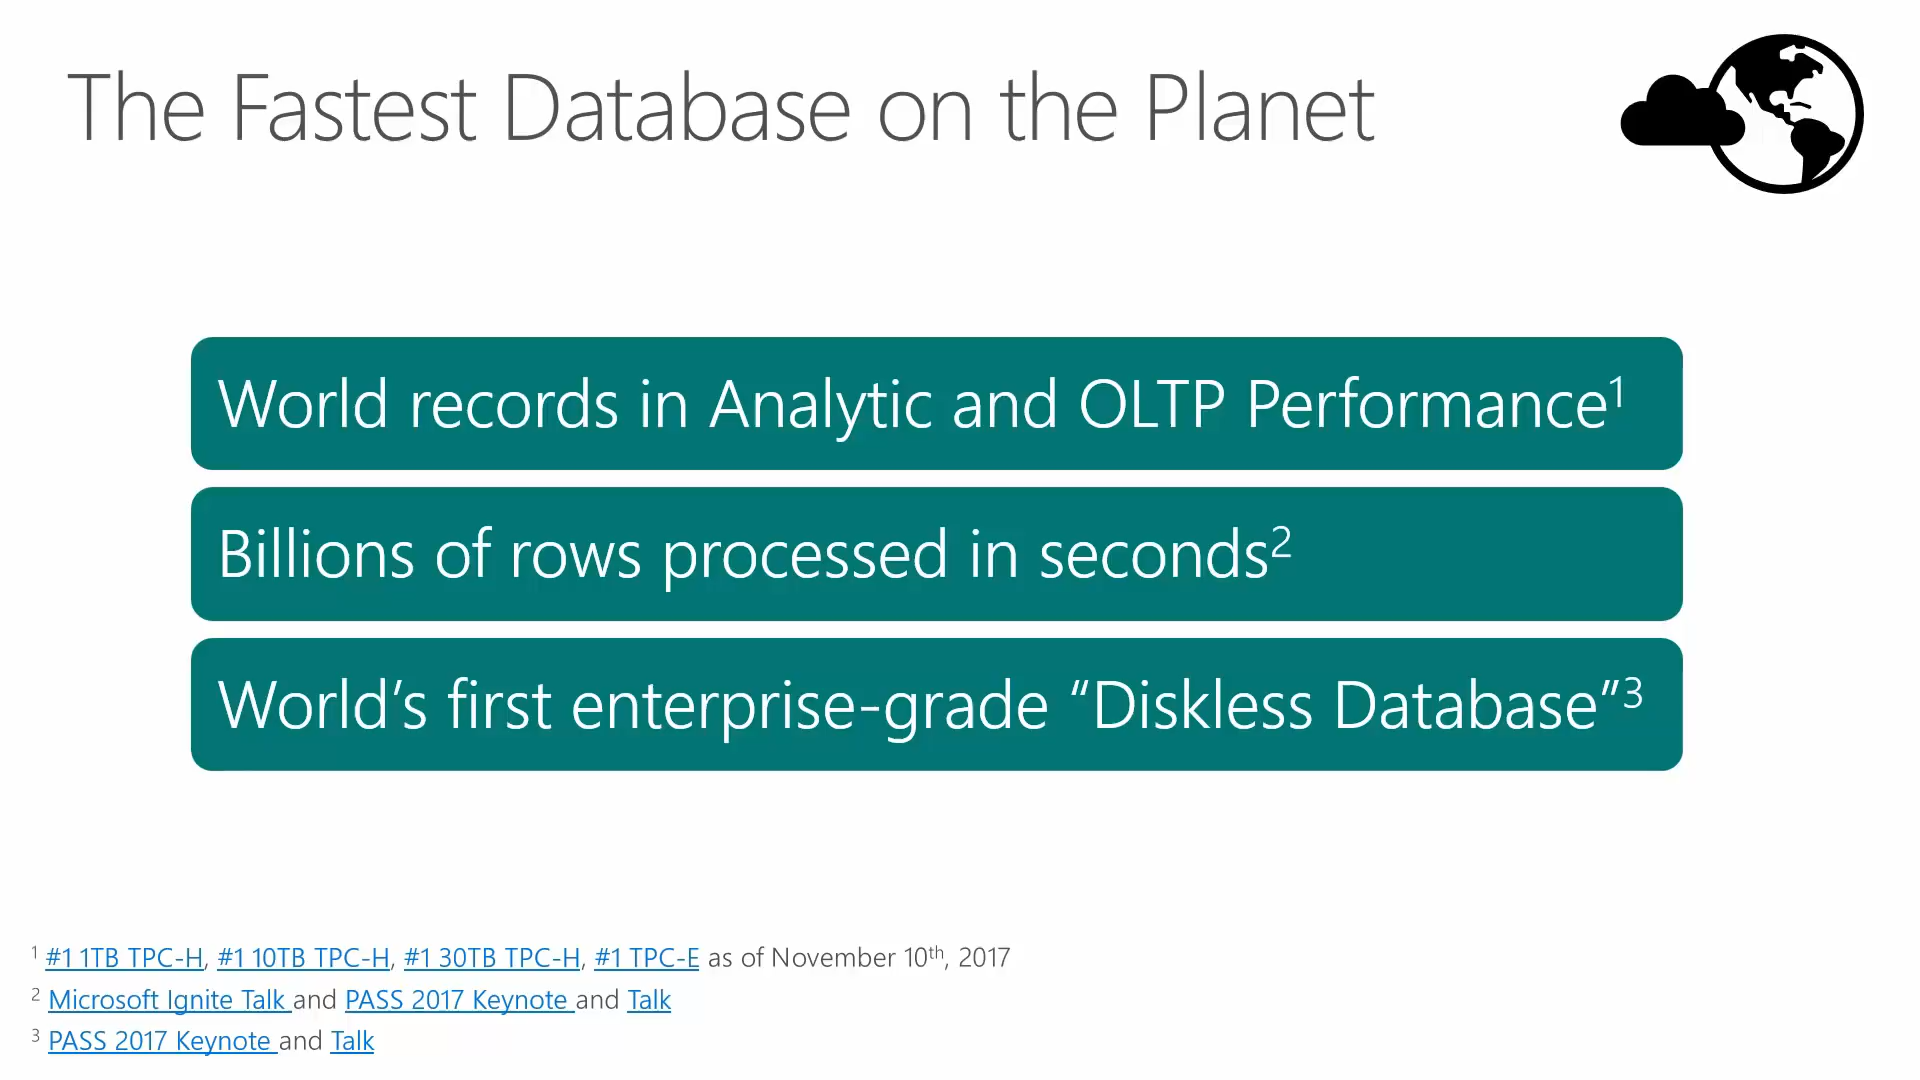 The Fastest Database on the Planet
World records in Analytic and OLTP Performance¹
Billions of rows processed in seconds²
World’s first enterprise-grade “Diskless Database”³
¹ #1 1TB TPC-H, #1 10TB TPC-H, #1 30TB TPC-H, #1 TPC-E as of November 10th, 2017
² Microsoft Ignite Talk and PASS 2017 Keynote and Talk
³ PASS 2017 Keynote and Talk